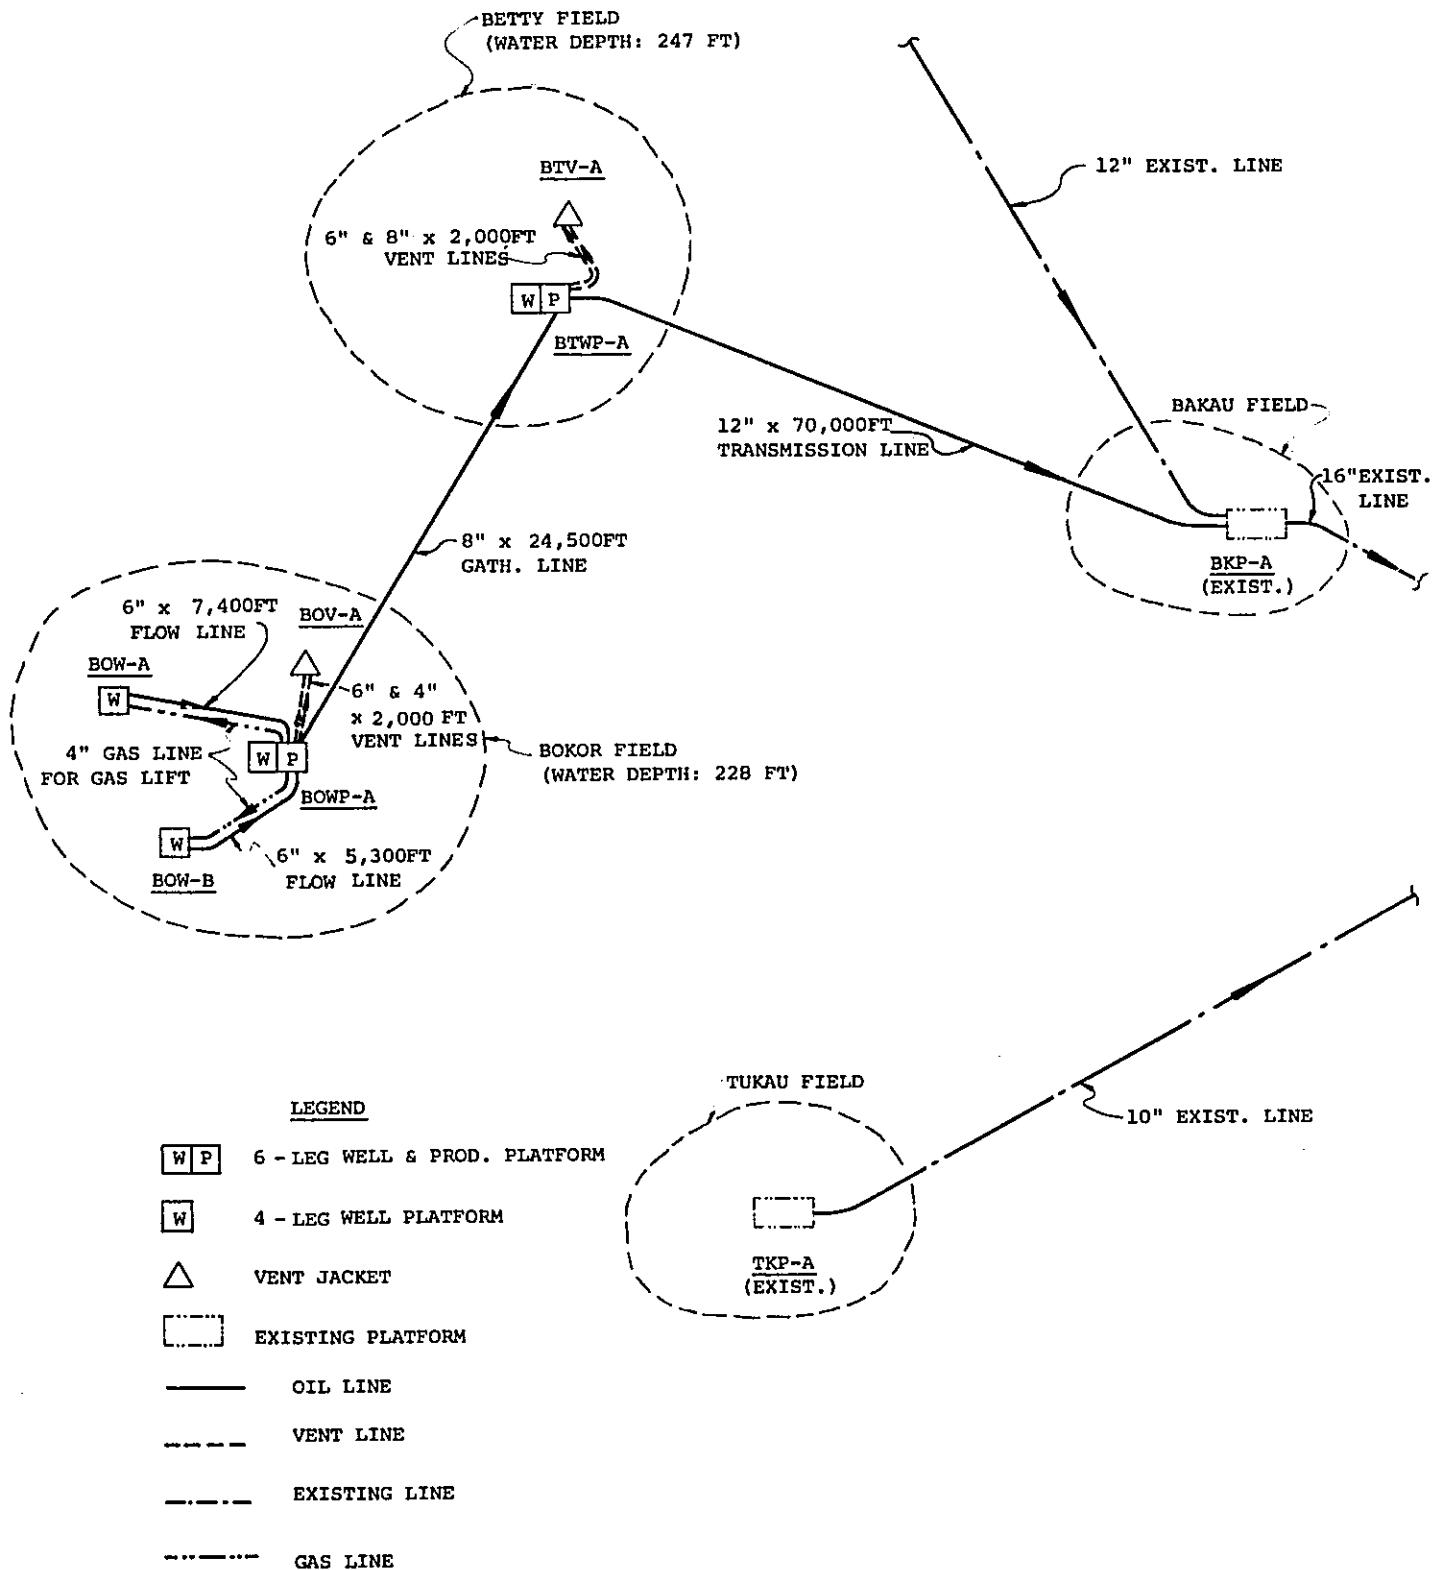 BETTY FIELD
(WATER DEPTH: 247 FT)
BTV-A
12" EXIST. LINE
6" & 8" x 2,000FT
VENT LINES
W P
BTWP-A
BAKAU FIELD
12" x 70,000FT
TRANSMISSION LINE
16"EXIST.
LINE
8" x 24,500FT
GATH. LINE
BKP-A
(EXIST.)
6" x 7,400FT
FLOW LINE
BOV-A
BOW-A
W
6" & 4"
x 2,000 FT
VENT LINES
4" GAS LINE
FOR GAS LIFT
W P
BOKOR FIELD
(WATER DEPTH: 228 FT)
BOWP-A
W
6" x 5,300FT
FLOW LINE
BOW-B
TUKAU FIELD
10" EXIST. LINE
TKP-A
(EXIST.)
LEGEND
W P 6 - LEG WELL & PROD. PLATFORM
W 4 - LEG WELL PLATFORM
VENT JACKET
EXISTING PLATFORM
OIL LINE
VENT LINE
EXISTING LINE
GAS LINE